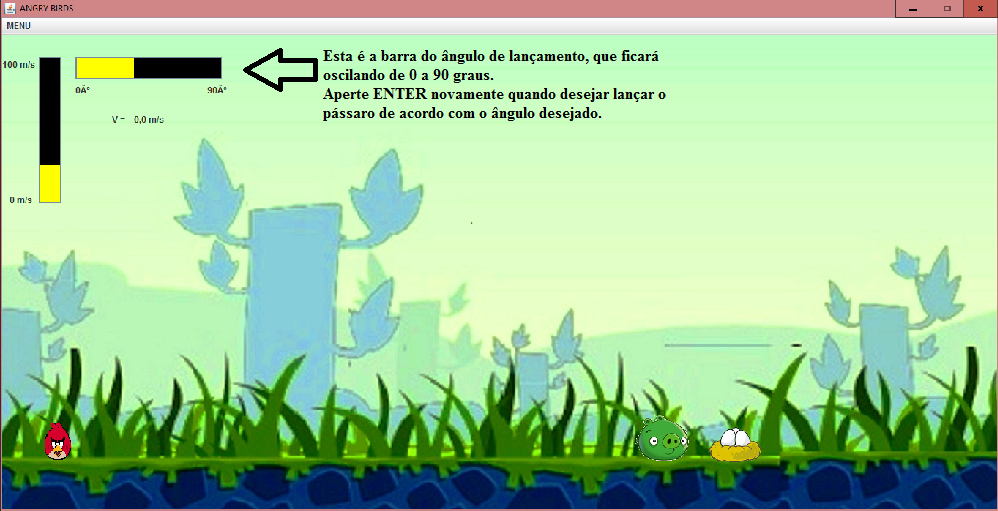 ANGRY BIRDS
MENU
100 m/s
0 m/s
0Â°
90Â°
V = 0,0 m/s
Esta é a barra do ângulo de lançamento, que ficará
oscilando de 0 a 90 graus.
Aperte ENTER novamente quando desejar lançar o
pássaro de acordo com o ângulo desejado.